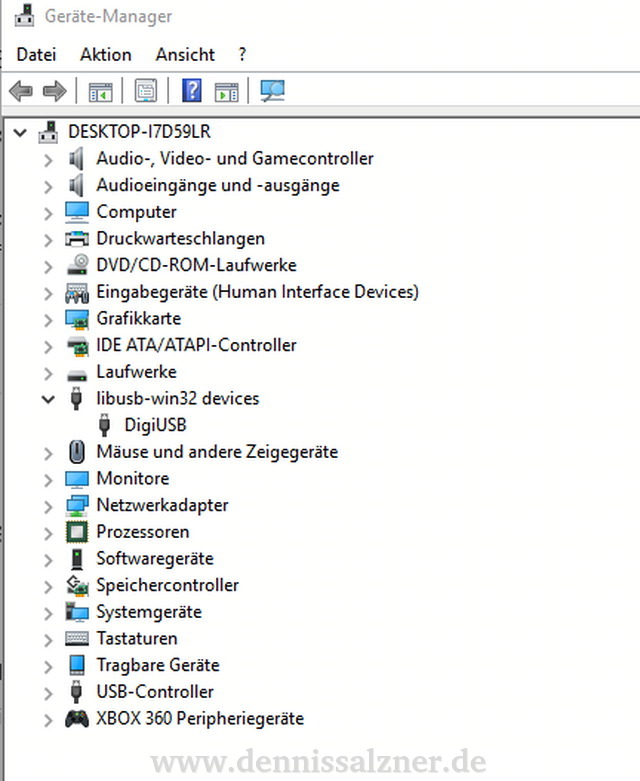 Geräte-Manager
Datei Aktion Ansicht ?
DESKTOP-I7D59LR
Audio-, Video- und Gamecontroller
Audioeingänge und -ausgänge
Computer
Druckwarteschlangen
DVD/CD-ROM-Laufwerke
Eingabegeräte (Human Interface Devices)
Grafikkarte
IDE ATA/ATAPI-Controller
Laufwerke
libusb-win32 devices
DigiUSB
Mäuse und andere Zeigegeräte
Monitore
Netzwerkadapter
Prozessoren
Softwaregeräte
Speichercontroller
Systemgeräte
Tastaturen
Tragbare Geräte
USB-Controller
XBOX 360 Peripheriegeräte
www.dennissalzner.de